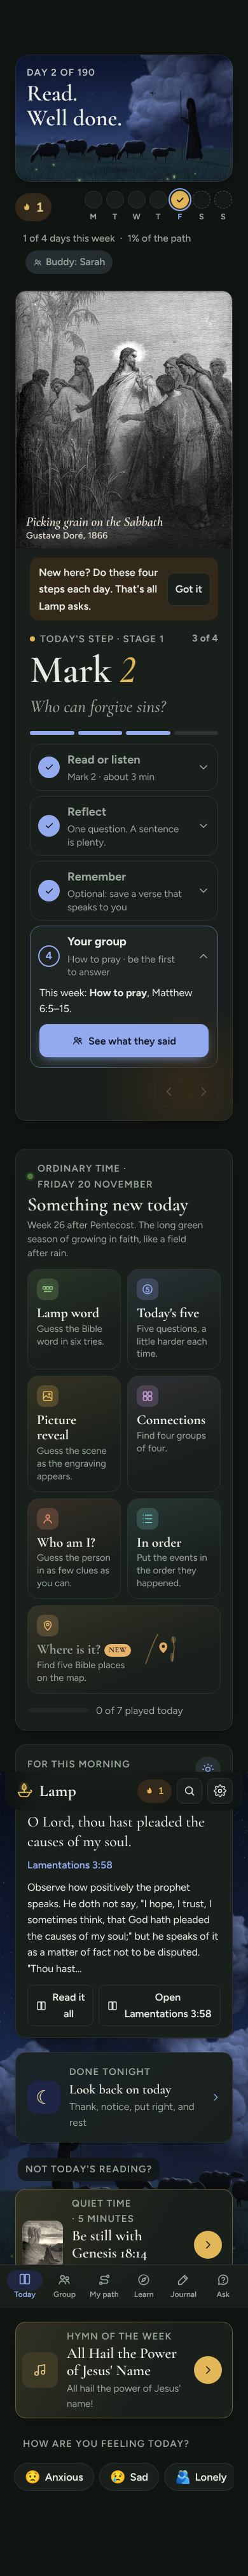 DAY 2 OF 190
Read.
Well done.
1
M T W T F S S
1 of 4 days this week · 1% of the path
Buddy: Sarah
Picking grain on the Sabbath
Gustave Doré, 1866
New here? Do these four
steps each day. That's all
Lamp asks.
Got it
TODAY'S STEP · STAGE 1
3 of 4
Mark 2
Who can forgive sins?
Read or listen
Mark 2 · about 3 min
Reflect
One question. A sentence
is plenty.
Remember
Optional: save a verse that
speaks to you
4
Your group
How to pray · be the first
to answer
This week: How to pray, Matthew
6:5–15.
See what they said
ORDINARY TIME ·
FRIDAY 20 NOVEMBER
Something new today
Week 26 after Pentecost. The long green
season of growing in faith, like a field
after rain.
Lamp word
Guess the Bible
word in six tries.
Today's five
Five questions, a
little harder each
time.
Picture
reveal
Guess the scene
as the engraving
appears.
Connections
Find four groups
of four.
Who am I?
Guess the person
in as few clues as
you can.
In order
Put the events in
the order they
happened.
Where is it? NEW
Find five Bible places
on the map.
0 of 7 played today
FOR THIS MORNING
Lamp
1
O Lord, thou hast pleaded the
causes of my soul.
Lamentations 3:58
Observe how positively the prophet
speaks. He doth not say, "I hope, I trust, I
sometimes think, that God hath pleaded
the causes of my soul;" but he speaks of it
as a matter of fact not to be disputed.
"Thou hast…
Read it
all
Open
Lamentations 3:58
DONE TONIGHT
Look back on today
Thank, notice, put right, and
rest
NOT TODAY'S READING?
QUIET TIME
· 5 MINUTES
Be still with
Genesis 18:14
Today
Group
My path
Learn
Journal
Ask
HYMN OF THE WEEK
All Hail the Power
of Jesus' Name
All hail the power of Jesus'
name!
HOW ARE YOU FEELING TODAY?
Anxious
Sad
Lonely